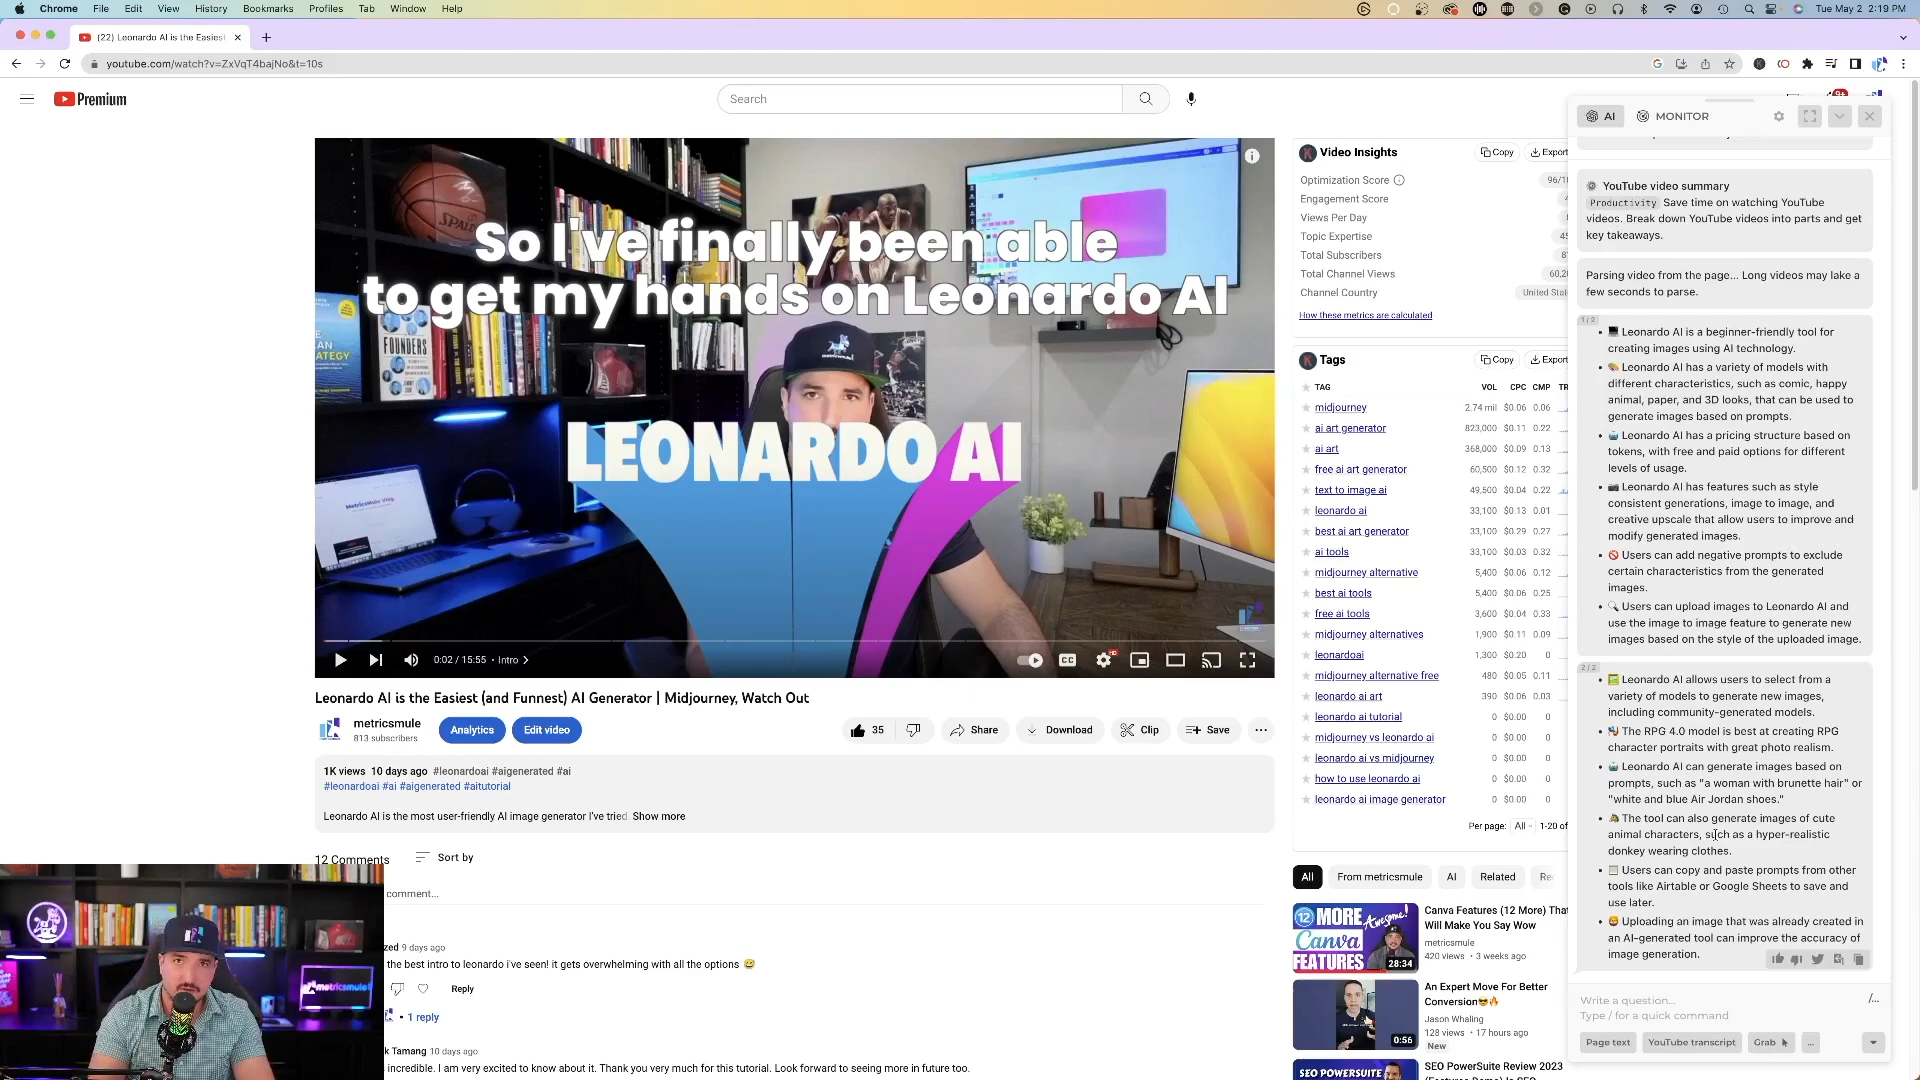 Chrome File Edit View History Bookmarks Profiles Tab Window Help
Tue May 2 2:19 PM
(22) Leonardo AI is the Easiest
youtube.com/watch?v=ZxVqT4bajNo&t=10s
Premium
Search
9+
So I've finally been able
to get my hands on Leonardo AI
LEONARDO AI
SPALDING
FOUNDERS
STRATEGY
MetricsMule Vlog
metricsmule
0:02 / 15:55 • Intro
CC
HD
Leonardo AI is the Easiest (and Funnest) AI Generator | Midjourney, Watch Out
metricsmule
813 subscribers
Analytics
Edit video
35
Share
Download
Clip
Save
1K views 10 days ago #leonardoai #aigenerated #ai
#leonardoai #ai #aigenerated #aitutorial
Leonardo AI is the most user-friendly AI image generator I've tried. Show more
12 Comments
Sort by
comment...
zed 9 days ago
the best intro to leonardo i've seen! it gets overwhelming with all the options 😅
Reply
• 1 reply
k Tamang 10 days ago
incredible. I am very excited to know about it. Thank you very much for this tutorial. Look forward to seeing more in future too.
metricsmule
Video Insights
Copy
Export
Optimization Score
96/1
Engagement Score
Views Per Day
Topic Expertise
45
Total Subscribers
8
Total Channel Views
60,2
Channel Country
United State
How these metrics are calculated
Tags
Copy
Export
TAG VOL CPC CMP TR
midjourney 2.74 mil $0.06 0.06
ai art generator 823,000 $0.11 0.22
ai art 368,000 $0.09 0.13
free ai art generator 60,500 $0.12 0.32
text to image ai 49,500 $0.04 0.22
leonardo ai 33,100 $0.13 0.01
best ai art generator 33,100 $0.29 0.27
ai tools 33,100 $0.03 0.32
midjourney alternative 5,400 $0.06 0.12
best ai tools 5,400 $0.06 0.25
free ai tools 3,600 $0.04 0.33
midjourney alternatives 1,900 $0.11 0.09
leonardoai 1,300 $0.20 0
midjourney alternative free 480 $0.05 0.11
leonardo ai art 390 $0.06 0.03
leonardo ai tutorial 0 $0.00 0
midjourney vs leonardo ai 0 $0.00 0
leonardo ai vs midjourney 0 $0.00 0
how to use leonardo ai 0 $0.00 0
leonardo ai image generator 0 $0.00 0
Per page: All 1-20 of
All
From metricsmule
AI
Related
Re
12 MORE Awesome!
Canva
FEATURES
28:34
Canva Features (12 More) That
Will Make You Say Wow
metricsmule
420 views • 3 weeks ago
0:56
An Expert Move For Better
Conversion😎🔥
Jason Whaling
128 views • 17 hours ago
New
SEO POWERSUITE
SEO PowerSuite Review 2023
AI
MONITOR
YouTube video summary
Productivity Save time on watching YouTube
videos. Break down YouTube videos into parts and get
key takeaways.
Parsing video from the page... Long videos may lake a
few seconds to parse.
1/2
• Leonardo AI is a beginner-friendly tool for
creating images using AI technology.
• Leonardo AI has a variety of models with
different characteristics, such as comic, happy
animal, paper, and 3D looks, that can be used to
generate images based on prompts.
• Leonardo AI has a pricing structure based on
tokens, with free and paid options for different
levels of usage.
• Leonardo AI has features such as style
consistent generations, image to image, and
creative upscale that allow users to improve and
modify generated images.
• Users can add negative prompts to exclude
certain characteristics from the generated
images.
• Users can upload images to Leonardo AI and
use the image to image feature to generate new
images based on the style of the uploaded image.
2/2
• Leonardo AI allows users to select from a
variety of models to generate new images,
including community-generated models.
• The RPG 4.0 model is best at creating RPG
character portraits with great photo realism.
• Leonardo AI can generate images based on
prompts, such as "a woman with brunette hair" or
"white and blue Air Jordan shoes."
• The tool can also generate images of cute
animal characters, such as a hyper-realistic
donkey wearing clothes.
• Users can copy and paste prompts from other
tools like Airtable or Google Sheets to save and
use later.
• Uploading an image that was already created in
an AI-generated tool can improve the accuracy of
image generation.
Write a question...
Type / for a quick command
/...
Page text
YouTube transcript
Grab
...